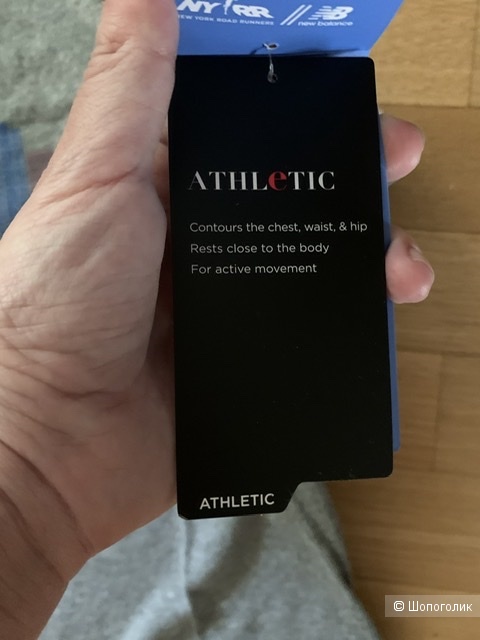 NYRR
NEW YORK ROAD RUNNERS
NB
new balance
ATHLeTIC
Contours the chest, waist, & hip
Rests close to the body
For active movement
ATHLETIC
© Шопоголик